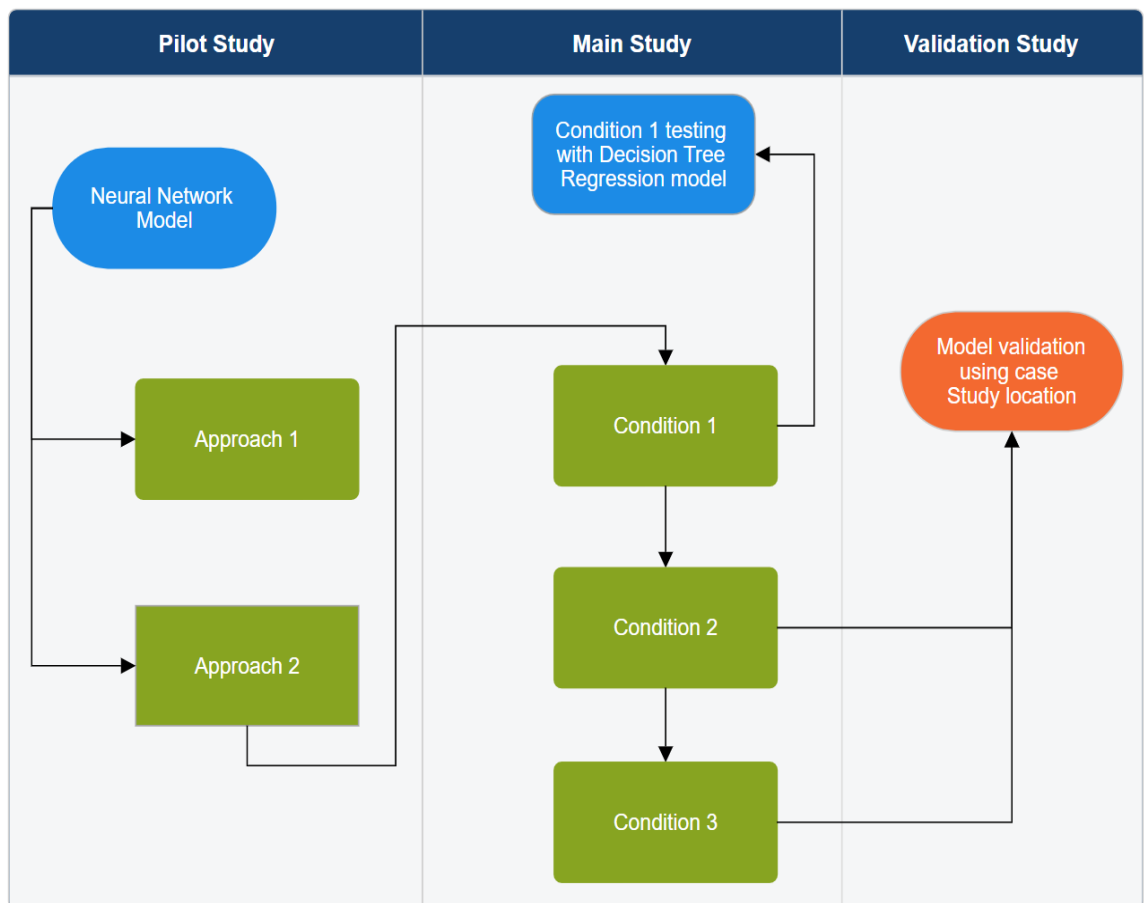 Pilot Study
Main Study
Validation Study
Neural Network
Model
Approach 1
Approach 2
Condition 1 testing
with Decision Tree
Regression model
Condition 1
Condition 2
Condition 3
Model validation
using case
Study location